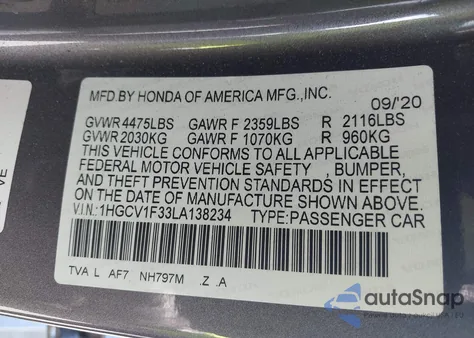 MFD.BY HONDA OF AMERICA MFG.,INC. 09/'20
GVWR 4475LBS GAWR F 2359LBS R 2116LBS
GVWR 2030KG GAWR F 1070KG R 960KG
THIS VEHICLE CONFORMS TO ALL APPLICABLE
FEDERAL MOTOR VEHICLE SAFETY , BUMPER,
AND THEFT PREVENTION STANDARDS IN EFFECT
ON THE DATE OF MANUFACTURE SHOWN ABOVE.
V.I.N.: 1HGCV1F33LA138234 TYPE:PASSENGER CAR
TVA L AF7 NH797M .Z .A
autoSnap